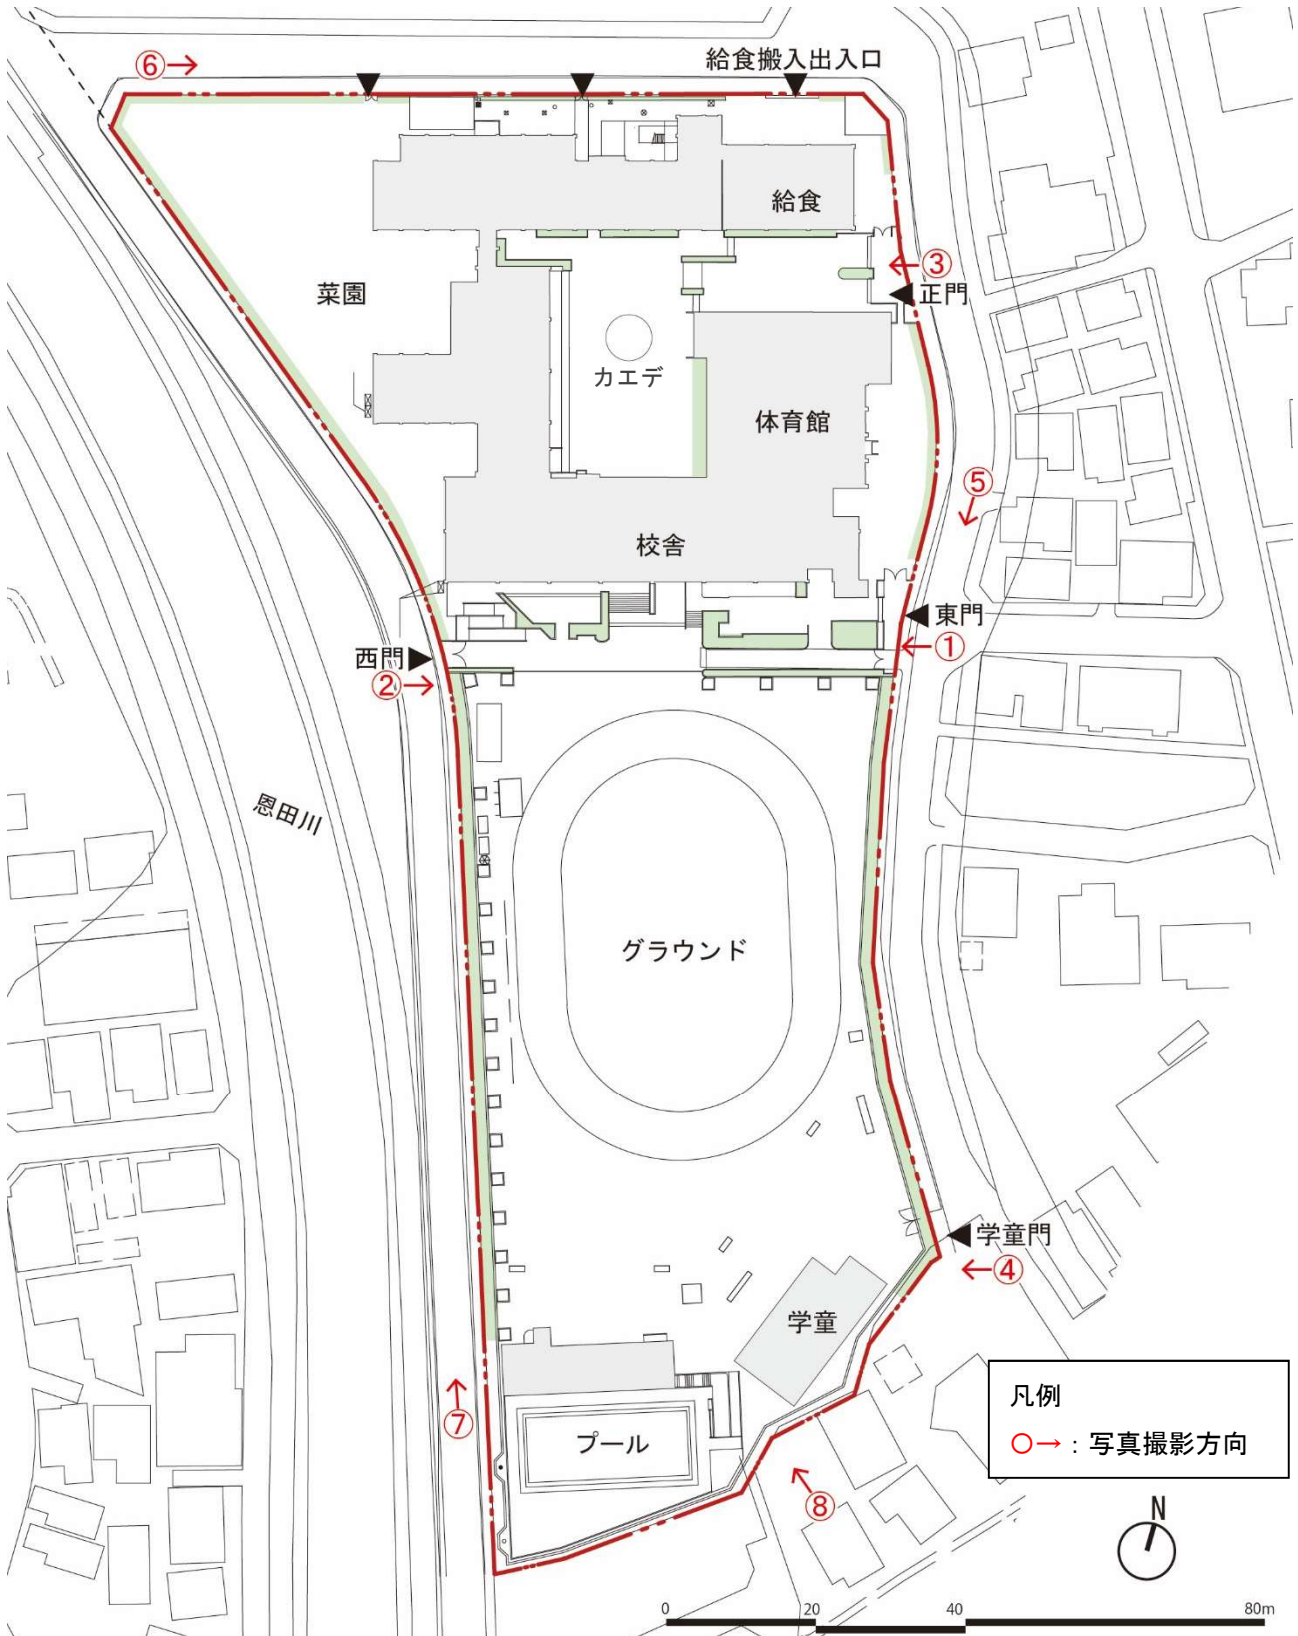 ⑥→
給食搬入出入口
給食
←③
正門
菜園
カエデ
体育館
⑤
校舎
東門
←①
西門
②→
恩田川
グラウンド
学童門
←④
学童
⑦
プール
⑧
凡例
○→：写真撮影方向
N
0 20 40 80m